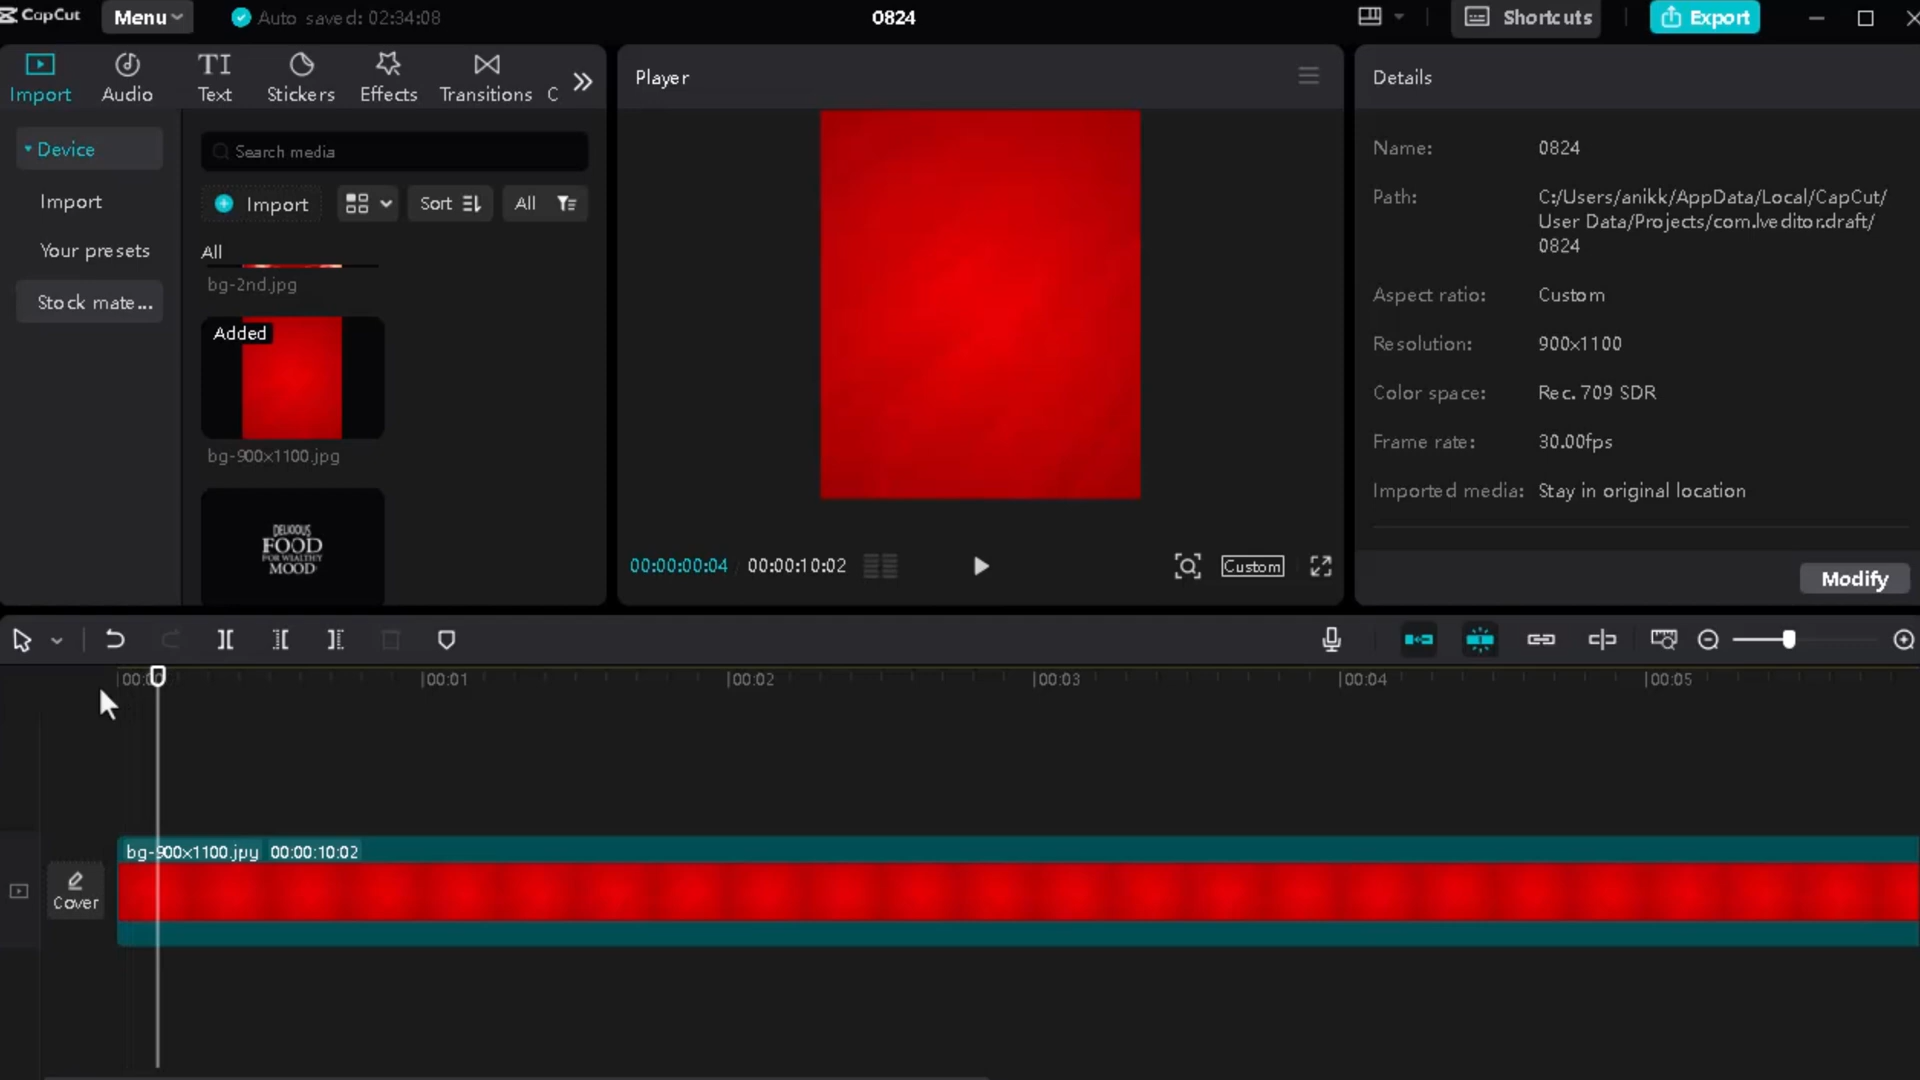 CapCut
Menu
Auto saved: 02:34:08
0824
Shortcuts
Export
Import
Audio
Text
Stickers
Effects
Transitions
C
Device
Import
Your presets
Stock mate...
Search media
Import
Sort
All
All
bg-2nd.jpg
Added
bg-900x1100.jpg
DELICIOUS
FOOD
FOR WEALTHY
MOOD
Player
00:00:00:04
00:00:10:02
Custom
Details
Name:
0824
Path:
C:/Users/anikk/AppData/Local/CapCut/
User Data/Projects/com.lveditor.draft/
0824
Aspect ratio:
Custom
Resolution:
900x1100
Color space:
Rec. 709 SDR
Frame rate:
30.00fps
Imported media:
Stay in original location
Modify
00:01
00:02
00:03
00:04
00:05
bg-900x1100.jpg 00:00:10:02
Cover